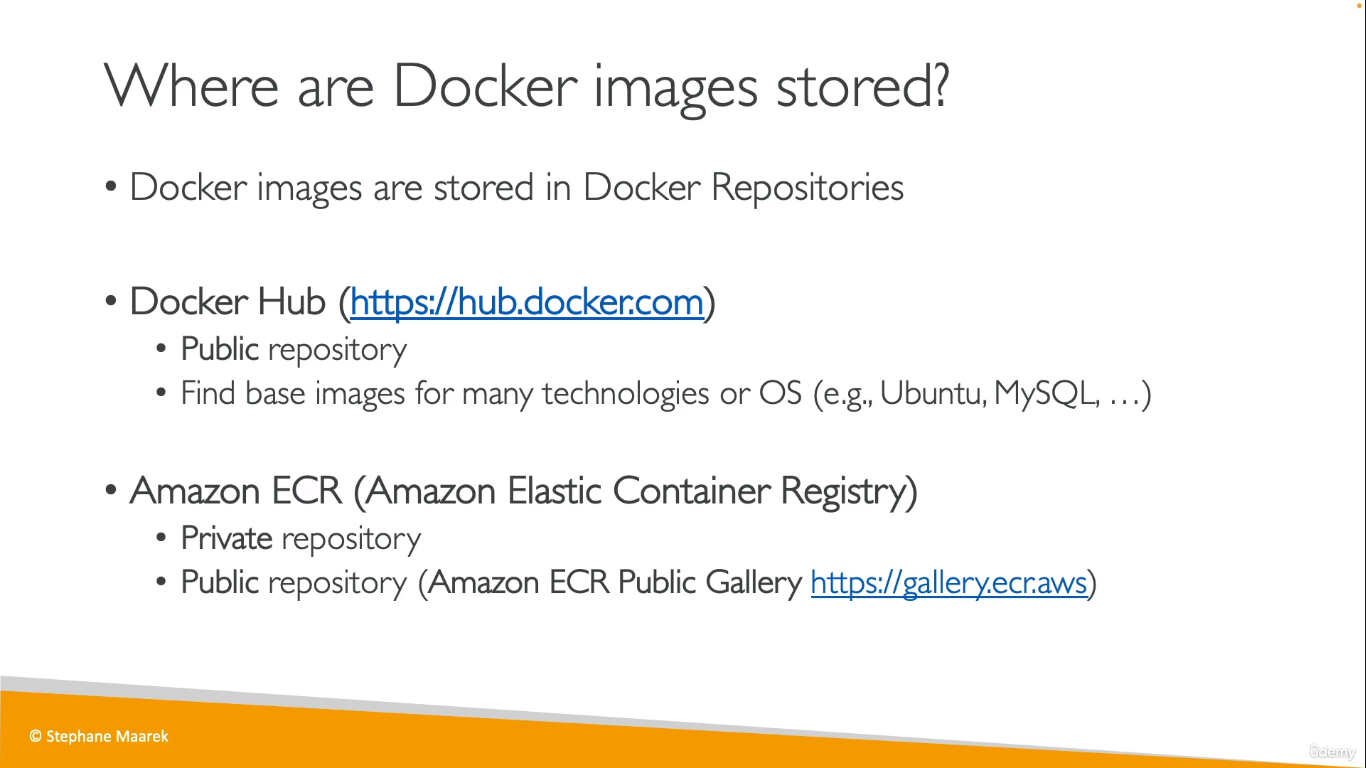 Where are Docker images stored?
• Docker images are stored in Docker Repositories
• Docker Hub (https://hub.docker.com)
• Public repository
• Find base images for many technologies or OS (e.g., Ubuntu, MySQL, …)
• Amazon ECR (Amazon Elastic Container Registry)
• Private repository
• Public repository (Amazon ECR Public Gallery https://gallery.ecr.aws)
© Stephane Maarek
ûdemy